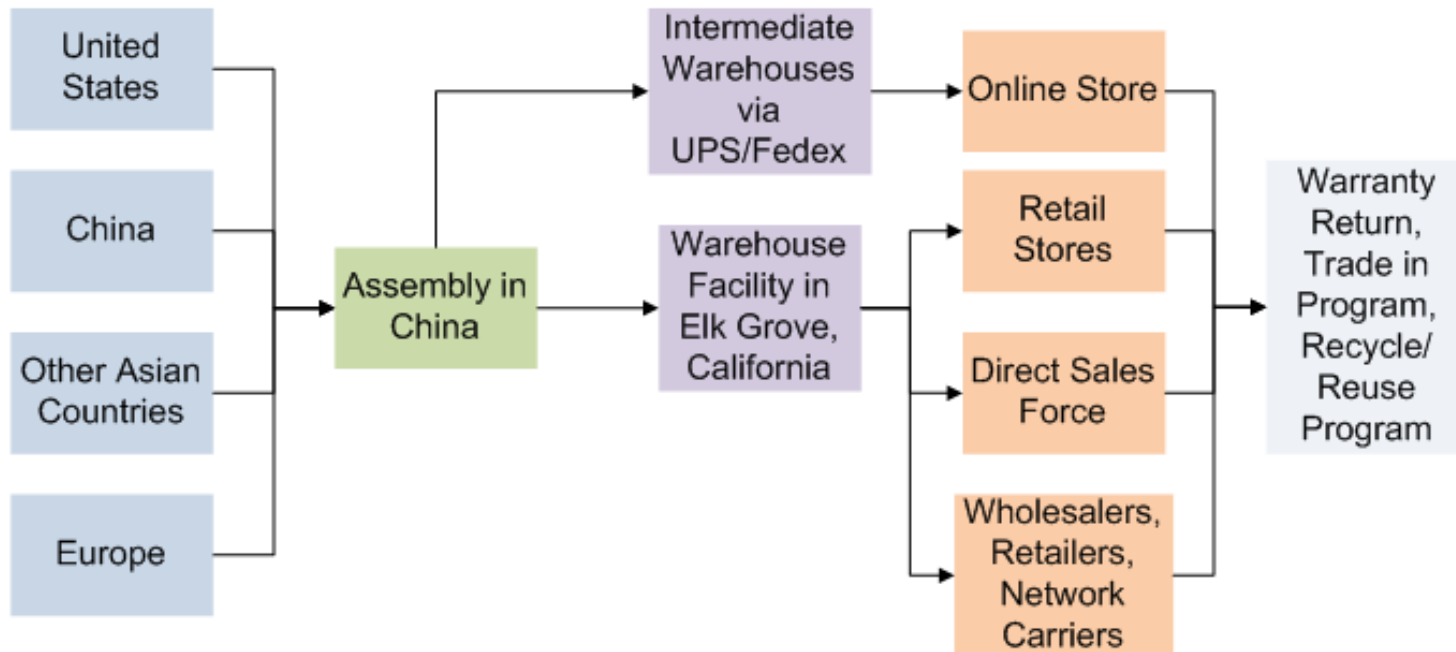 United
States
China
Other Asian
Countries
Europe
Assembly in
China
Intermediate
Warehouses
via
UPS/Fedex
Warehouse
Facility in
Elk Grove,
California
Online Store
Retail
Stores
Direct Sales
Force
Wholesalers,
Retailers,
Network
Carriers
Warranty
Return,
Trade in
Program,
Recycle/
Reuse
Program